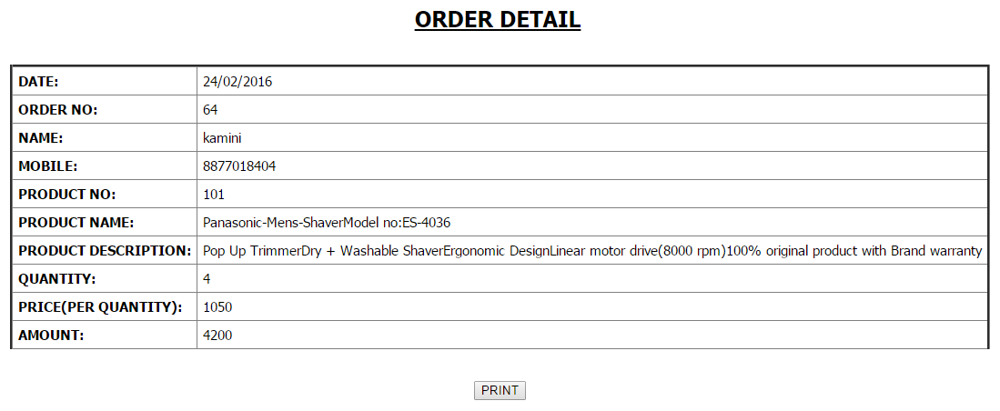 ORDER DETAIL
DATE: 24/02/2016
ORDER NO: 64
NAME: kamini
MOBILE: 8877018404
PRODUCT NO: 101
PRODUCT NAME: Panasonic-Mens-ShaverModel no:ES-4036
PRODUCT DESCRIPTION: Pop Up TrimmerDry + Washable ShaverErgonomic DesignLinear motor drive(8000 rpm)100% original product with Brand warranty
QUANTITY: 4
PRICE(PER QUANTITY): 1050
AMOUNT: 4200
PRINT